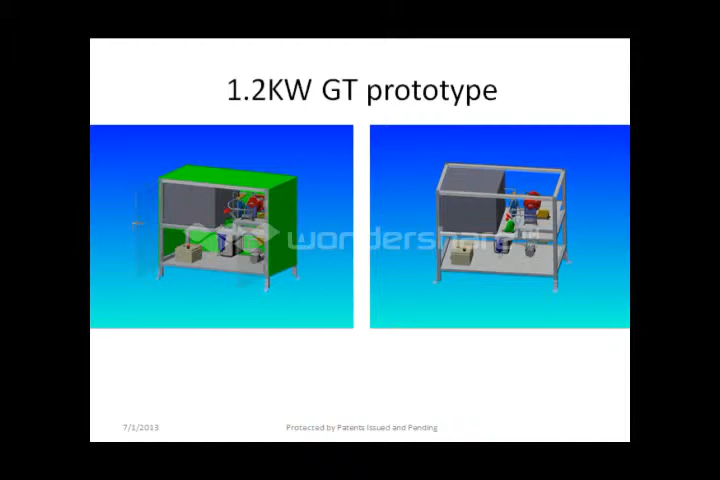 1.2KW GT prototype
wondershare
7/1/2013
Protected by Patents Issued and Pending